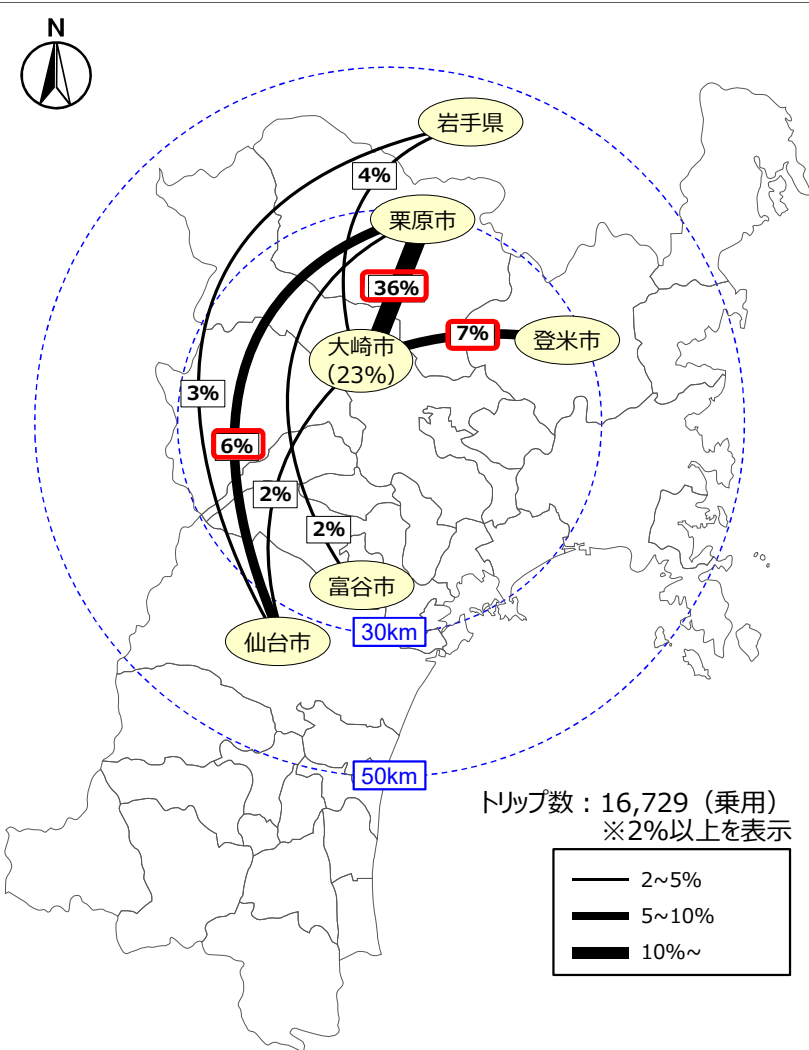 N
岩手県
4%
栗原市
36%
7%
大崎市
(23%)
登米市
3%
6%
2%
2%
富谷市
30km
仙台市
50km
トリップ数：16,729（乗用）
※2%以上を表示
2~5%
5~10%
10%~